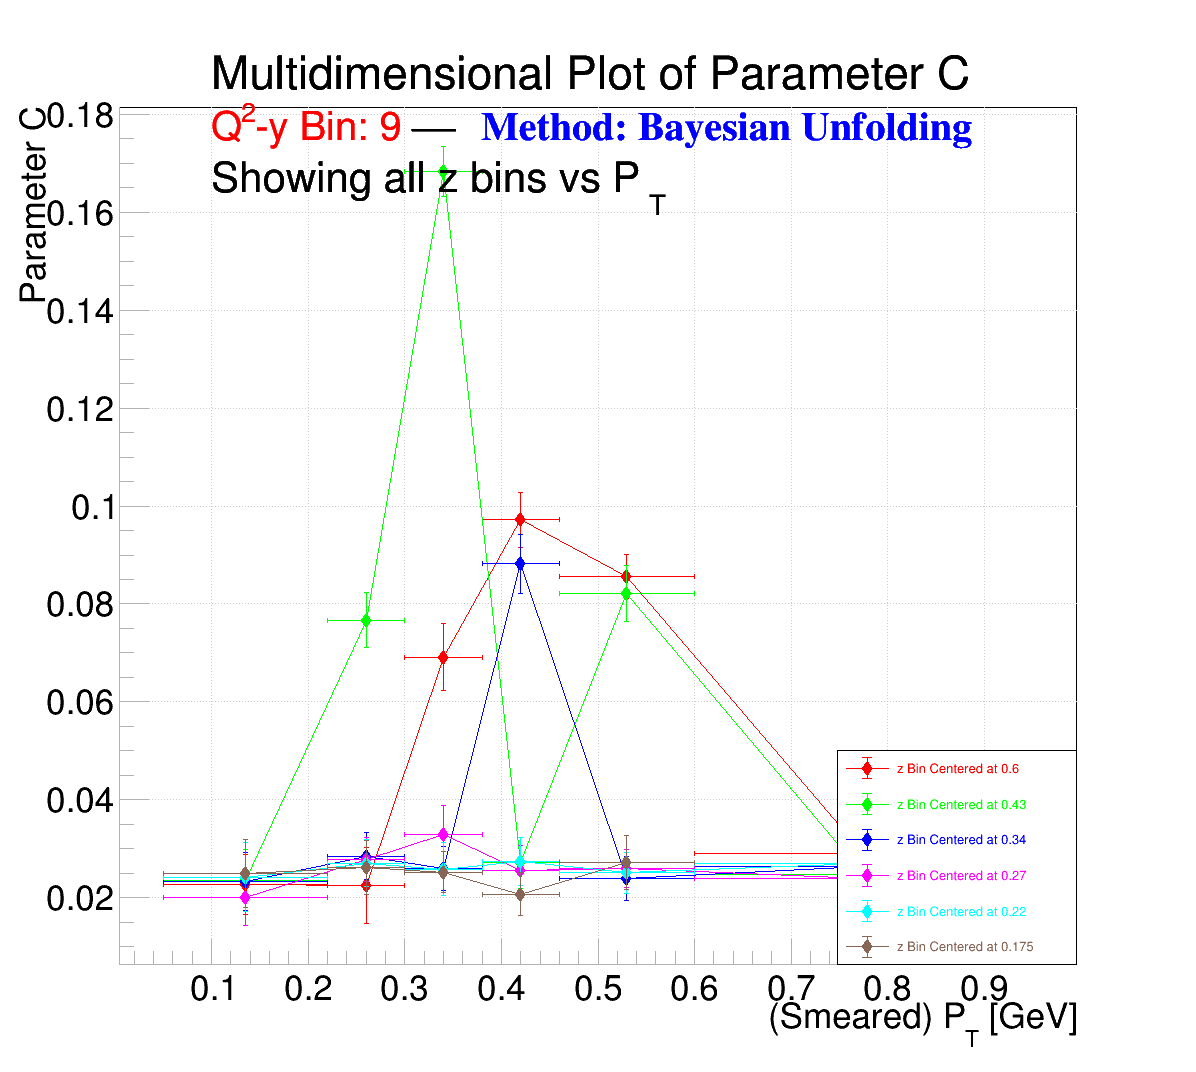 Multidimensional Plot of Parameter C
Q²-y Bin: 9 — Method: Bayesian Unfolding
Showing all z bins vs P_T
Parameter C
0.18
0.16
0.14
0.12
0.1
0.08
0.06
0.04
0.02
z Bin Centered at 0.6
z Bin Centered at 0.43
z Bin Centered at 0.34
z Bin Centered at 0.27
z Bin Centered at 0.22
z Bin Centered at 0.175
0.1 0.2 0.3 0.4 0.5 0.6 0.7 0.8 0.9
(Smeared) P_T [GeV]